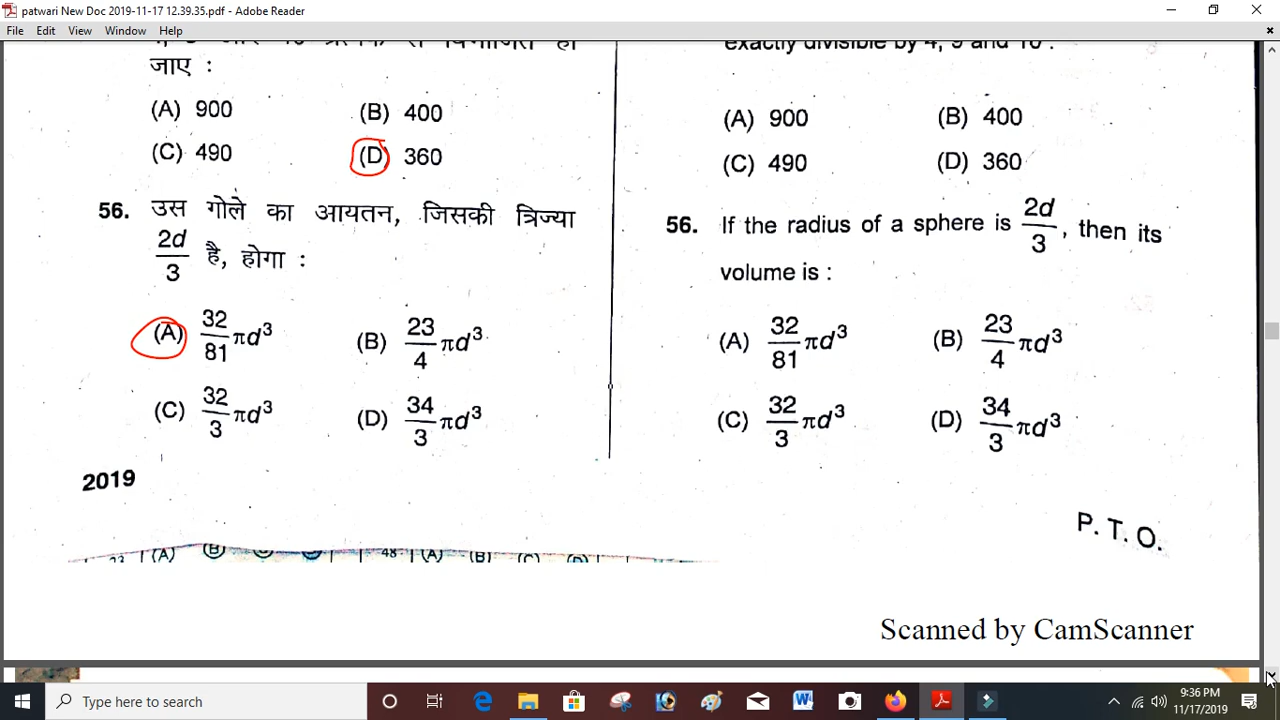 patwari New Doc 2019-11-17 12.39.35.pdf - Adobe Reader
File Edit View Window Help
जाए :
(A) 900 (B) 400
(C) 490 (D) 360
56. उस गोले का आयतन, जिसकी त्रिज्या
2d/3 है, होगा :
(A) 32/81 πd³ (B) 23/4 πd³
(C) 32/3 πd³ (D) 34/3 πd³
2019
exactly divisible by 4, 9 and 10 :
(A) 900 (B) 400
(C) 490 (D) 360
56. If the radius of a sphere is 2d/3, then its
volume is :
(A) 32/81 πd³ (B) 23/4 πd³
(C) 32/3 πd³ (D) 34/3 πd³
P. T. O.
(A) (B) 48 (A) (B) (C) (D)
Scanned by CamScanner
Type here to search
9:36 PM
11/17/2019